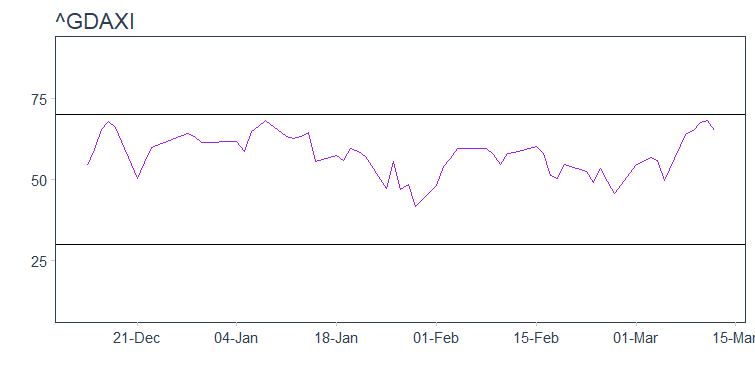 ^GDAXI
75
50
25
21-Dec
04-Jan
18-Jan
01-Feb
15-Feb
01-Mar
15-Mar